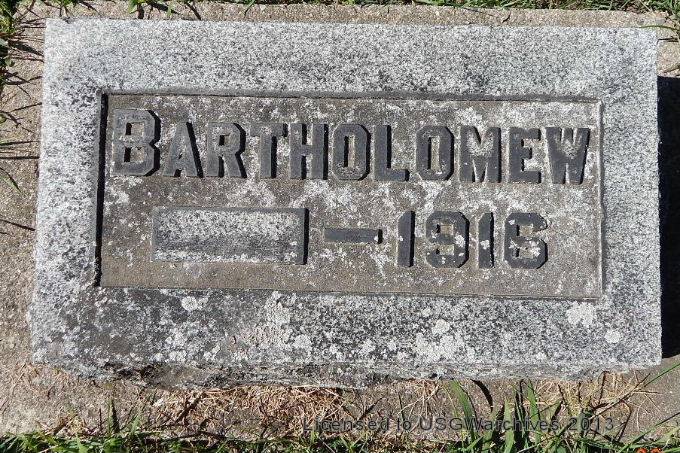 BARTHOLOMEW
— 1916
Licensed to USGWarchives 2013